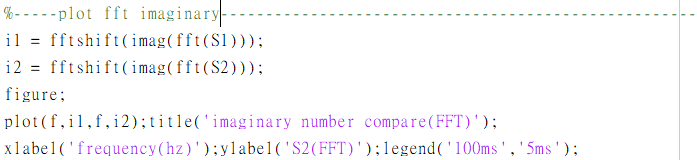 %-----plot fft imaginary------------------------------------------------
i1 = fftshift(imag(fft(S1)));
i2 = fftshift(imag(fft(S2)));
figure;
plot(f,i1,f,i2);title('imaginary number compare(FFT)');
xlabel('frequency(hz)');ylabel('S2(FFT)');legend('100ms','5ms');